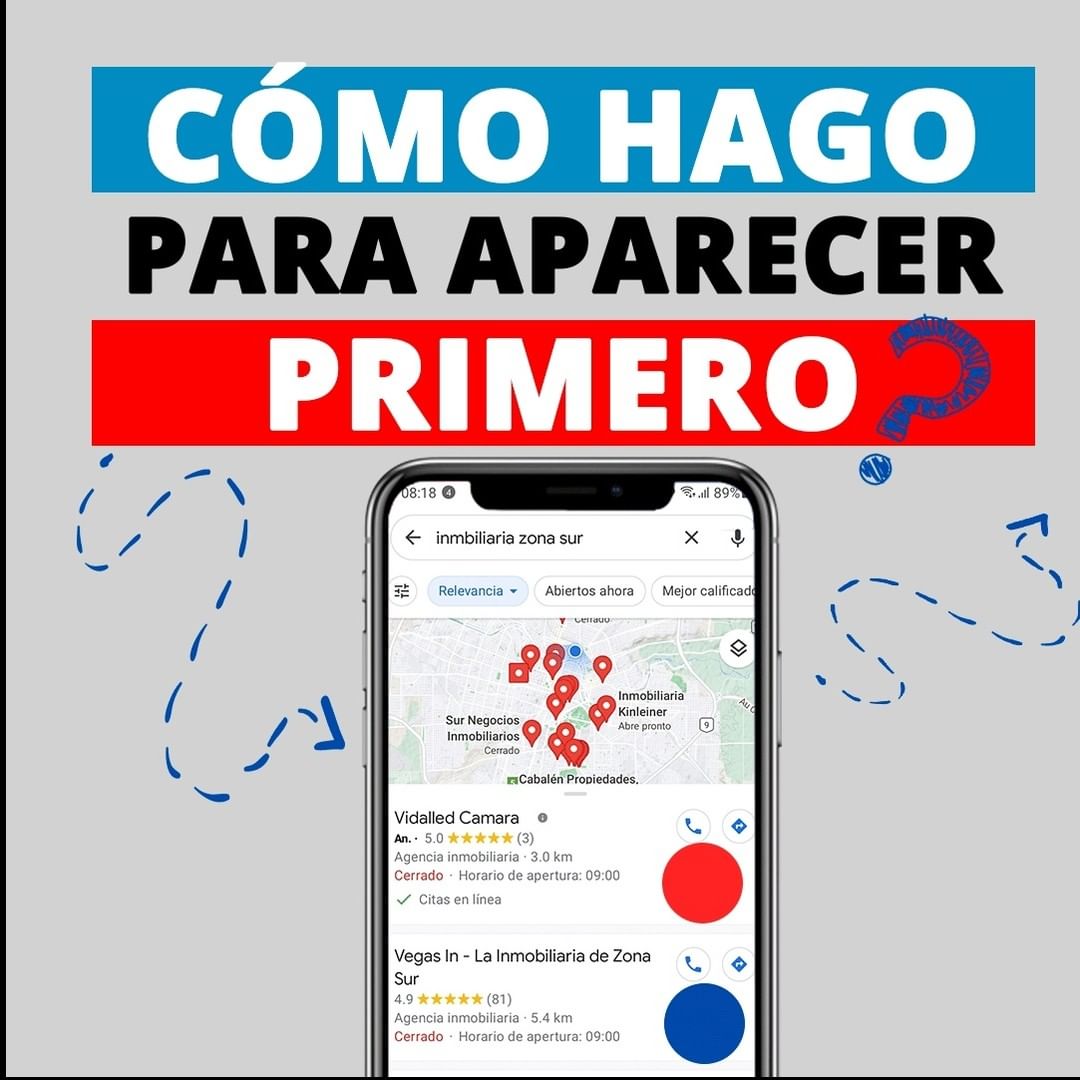 CÓMO HAGO
PARA APARECER
PRIMERO?
08:18 4 89%
inmbiliaria zona sur
Relevancia Abiertos ahora Mejor calificado
Cerrado
Inmobiliaria
Kinleiner
Abre pronto
9
Au
Sur Negocios
Inmobiliarios
Cerrado
Cabalén Propiedades,
Vidalled Camara
An. · 5.0 ★★★★★ (3)
Agencia inmobiliaria · 3.0 km
Cerrado · Horario de apertura: 09:00
✓ Citas en línea
Vegas In - La Inmobiliaria de Zona
Sur
4.9 ★★★★★ (81)
Agencia inmobiliaria · 5.4 km
Cerrado · Horario de apertura: 09:00